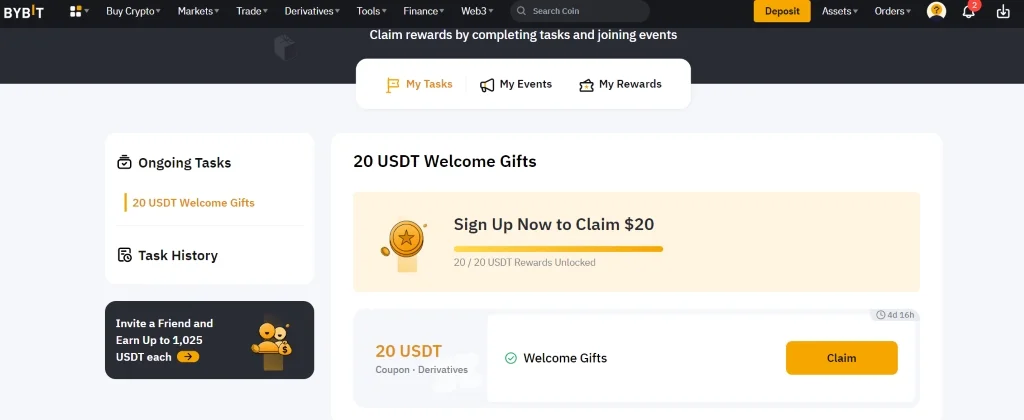 BYBIT Buy Crypto Markets Trade Derivatives Tools Finance Web3 Search Coin Deposit Assets Orders 2
Claim rewards by completing tasks and joining events
My Tasks My Events My Rewards
Ongoing Tasks
20 USDT Welcome Gifts
Task History
Invite a Friend and
Earn Up to 1,025
USDT each
20 USDT Welcome Gifts
Sign Up Now to Claim $20
20 / 20 USDT Rewards Unlocked
4d 16h
20 USDT
Coupon · Derivatives
Welcome Gifts
Claim